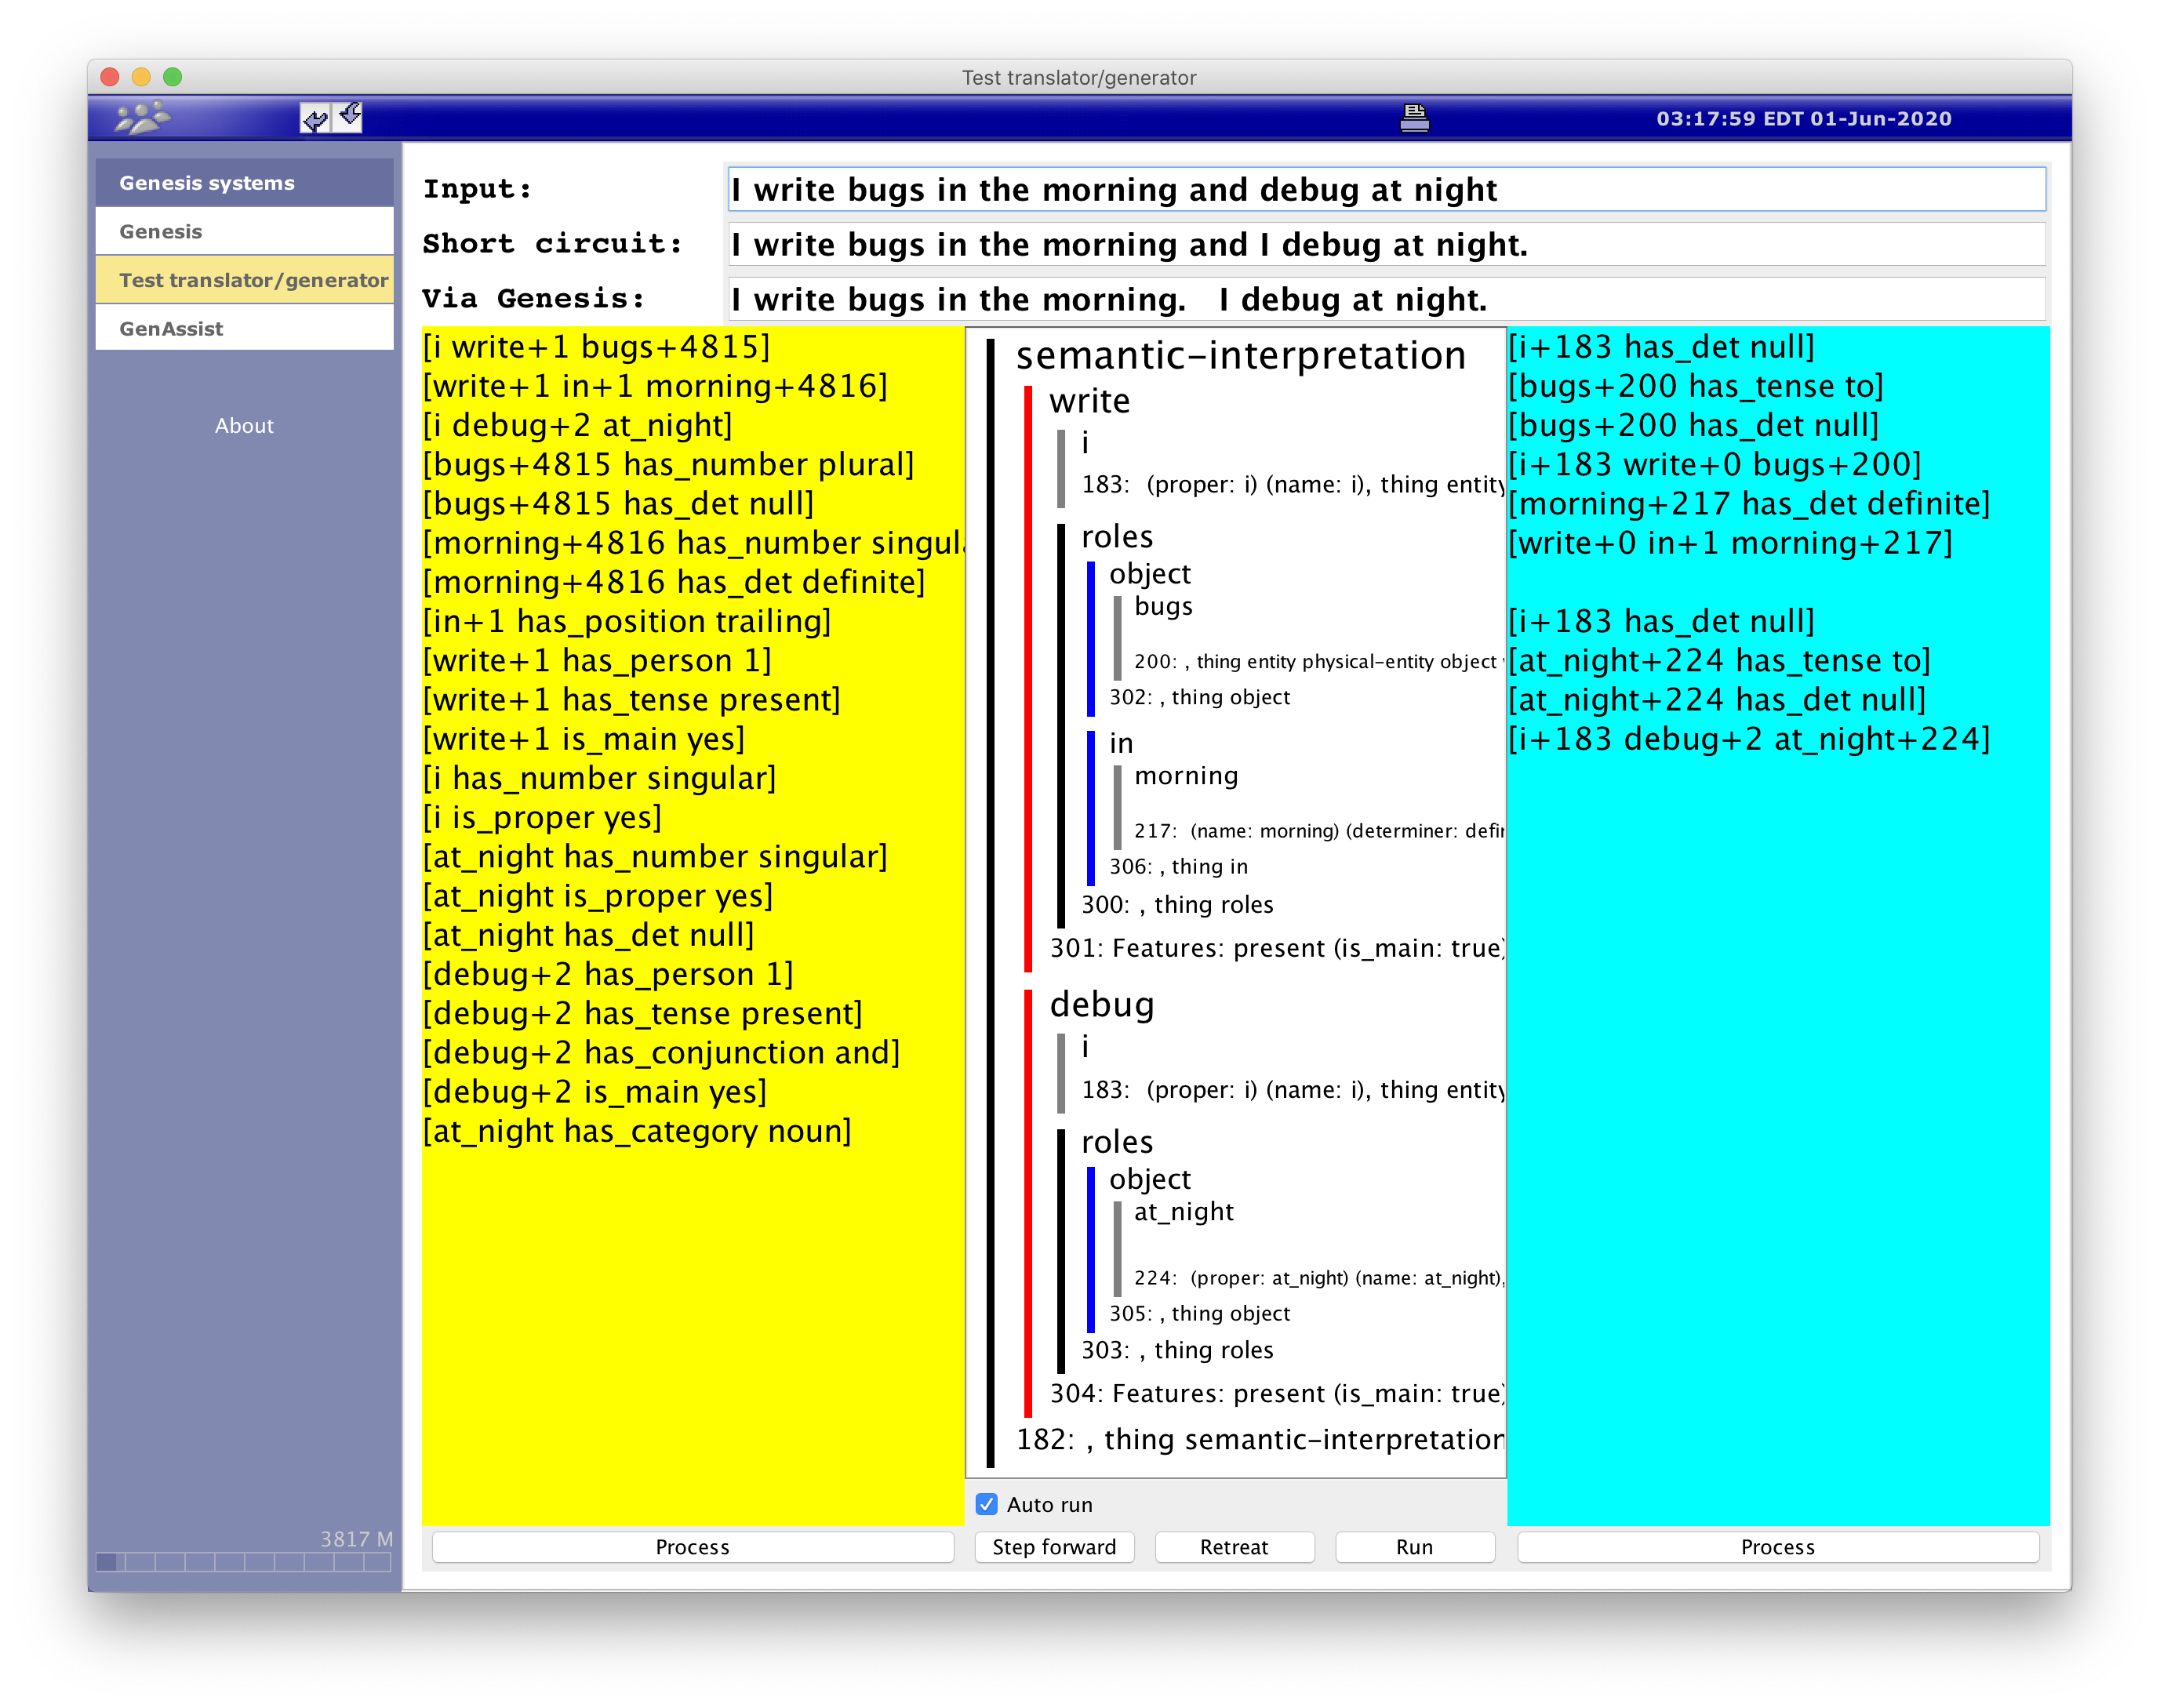 Test translator/generator
03:17:59 EDT 01-Jun-2020
Genesis systems
Genesis
Test translator/generator
GenAssist
About
3817 M
Input:
I write bugs in the morning and debug at night
Short circuit:
I write bugs in the morning and I debug at night.
Via Genesis:
I write bugs in the morning.   I debug at night.
[i write+1 bugs+4815]
[write+1 in+1 morning+4816]
[i debug+2 at_night]
[bugs+4815 has_number plural]
[bugs+4815 has_det null]
[morning+4816 has_number singul
[morning+4816 has_det definite]
[in+1 has_position trailing]
[write+1 has_person 1]
[write+1 has_tense present]
[write+1 is_main yes]
[i has_number singular]
[i is_proper yes]
[at_night has_number singular]
[at_night is_proper yes]
[at_night has_det null]
[debug+2 has_person 1]
[debug+2 has_tense present]
[debug+2 has_conjunction and]
[debug+2 is_main yes]
[at_night has_category noun]
Process
semantic-interpretation
write
i
183:  (proper: i) (name: i), thing entity
roles
object
bugs
200: , thing entity physical-entity object
302: , thing object
in
morning
217:  (name: morning) (determiner: defin
306: , thing in
300: , thing roles
301: Features: present (is_main: true)
debug
i
183:  (proper: i) (name: i), thing entity
roles
object
at_night
224:  (proper: at_night) (name: at_night),
305: , thing object
303: , thing roles
304: Features: present (is_main: true)
182: , thing semantic-interpretation
Auto run
Step forward
Retreat
Run
[i+183 has_det null]
[bugs+200 has_tense to]
[bugs+200 has_det null]
[i+183 write+0 bugs+200]
[morning+217 has_det definite]
[write+0 in+1 morning+217]
[i+183 has_det null]
[at_night+224 has_tense to]
[at_night+224 has_det null]
[i+183 debug+2 at_night+224]
Process